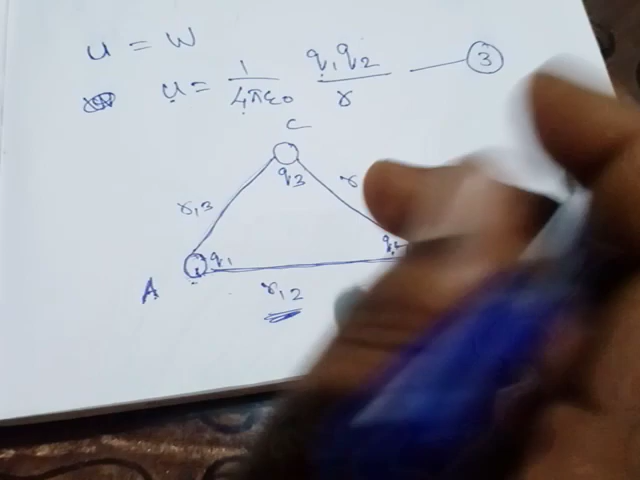 u = W
u = 1/4πε₀ q₁q₂/r — ③
C
q₃
r₁₃ r
q₁
A
r₁₂